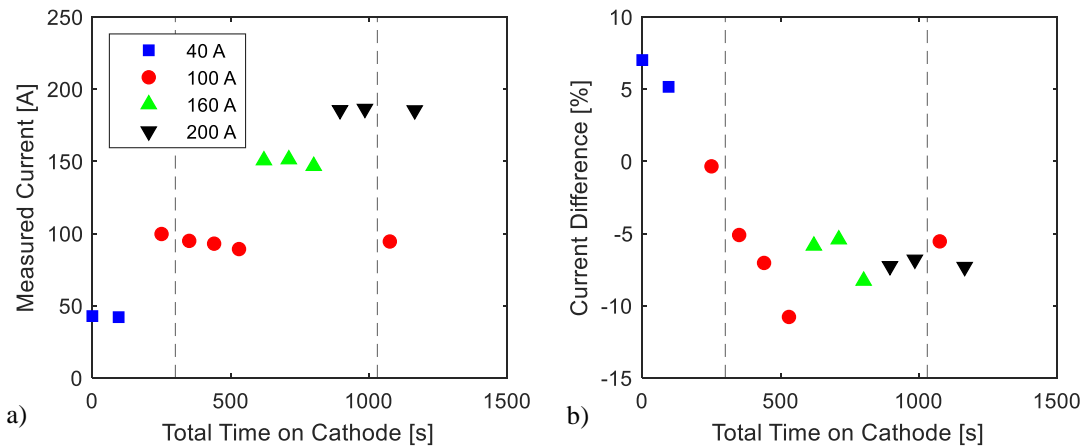 250
200
150
100
50
0
Measured Current [A]
40 A
100 A
160 A
200 A
0
500
1000
1500
Total Time on Cathode [s]
a)
10
5
0
-5
-10
-15
Current Difference [%]
0
500
1000
1500
Total Time on Cathode [s]
b)